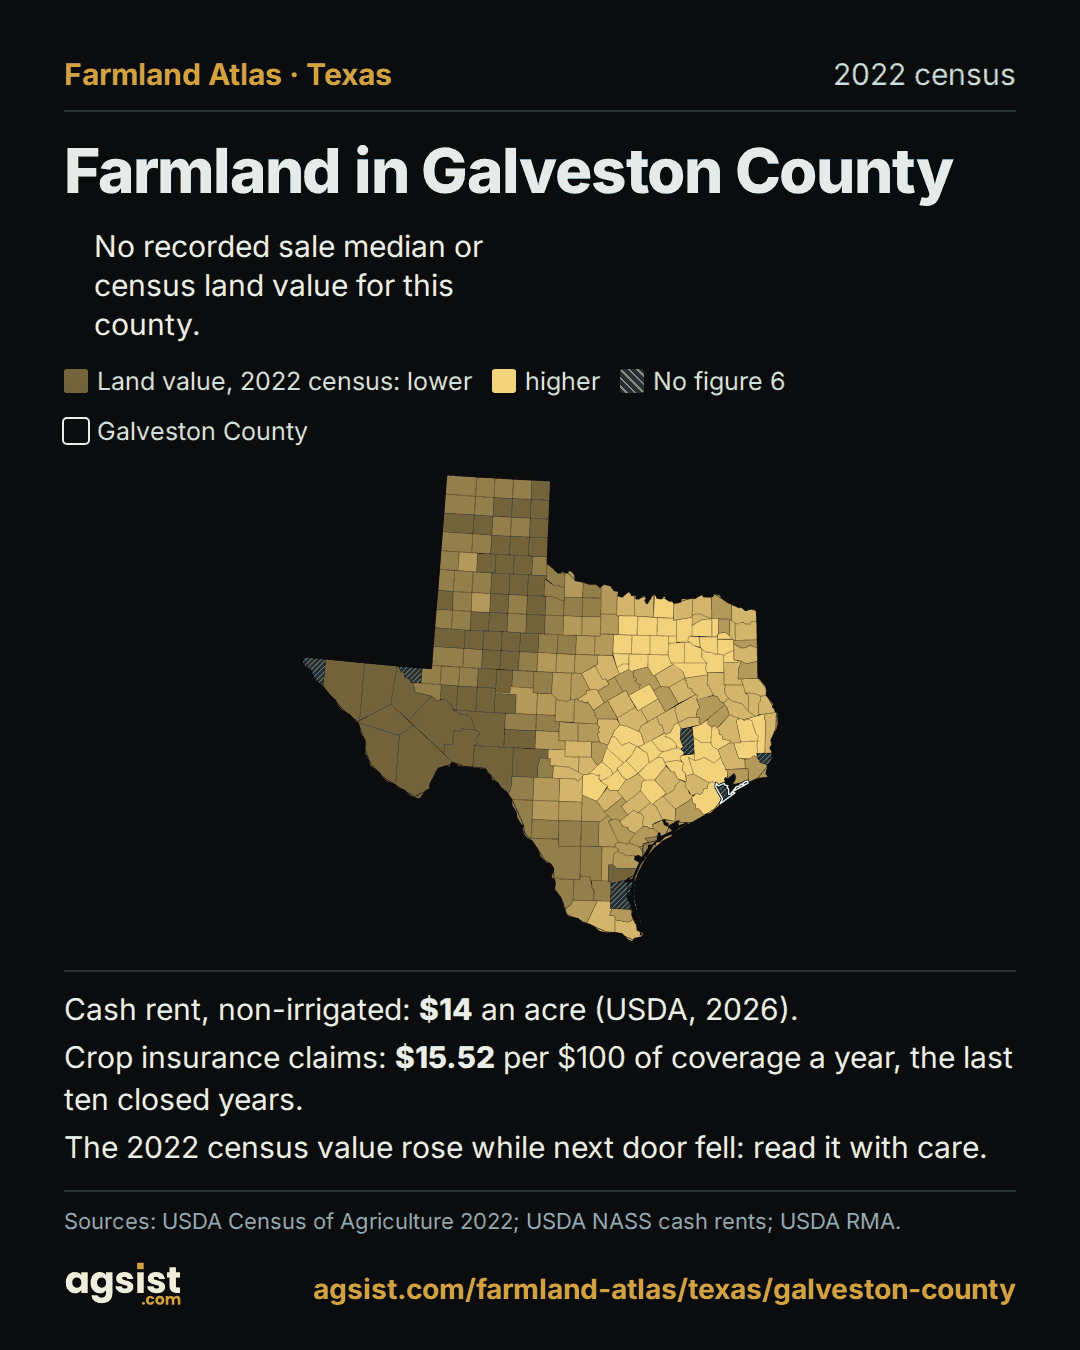 Farmland Atlas · Texas
2022 census
Farmland in Galveston County
No recorded sale median or
census land value for this
county.
Land value, 2022 census: lower
higher
No figure 6
Galveston County
Cash rent, non-irrigated: $14 an acre (USDA, 2026).
Crop insurance claims: $15.52 per $100 of coverage a year, the last
ten closed years.
The 2022 census value rose while next door fell: read it with care.
Sources: USDA Census of Agriculture 2022; USDA NASS cash rents; USDA RMA.
agsist
.com
agsist.com/farmland-atlas/texas/galveston-county